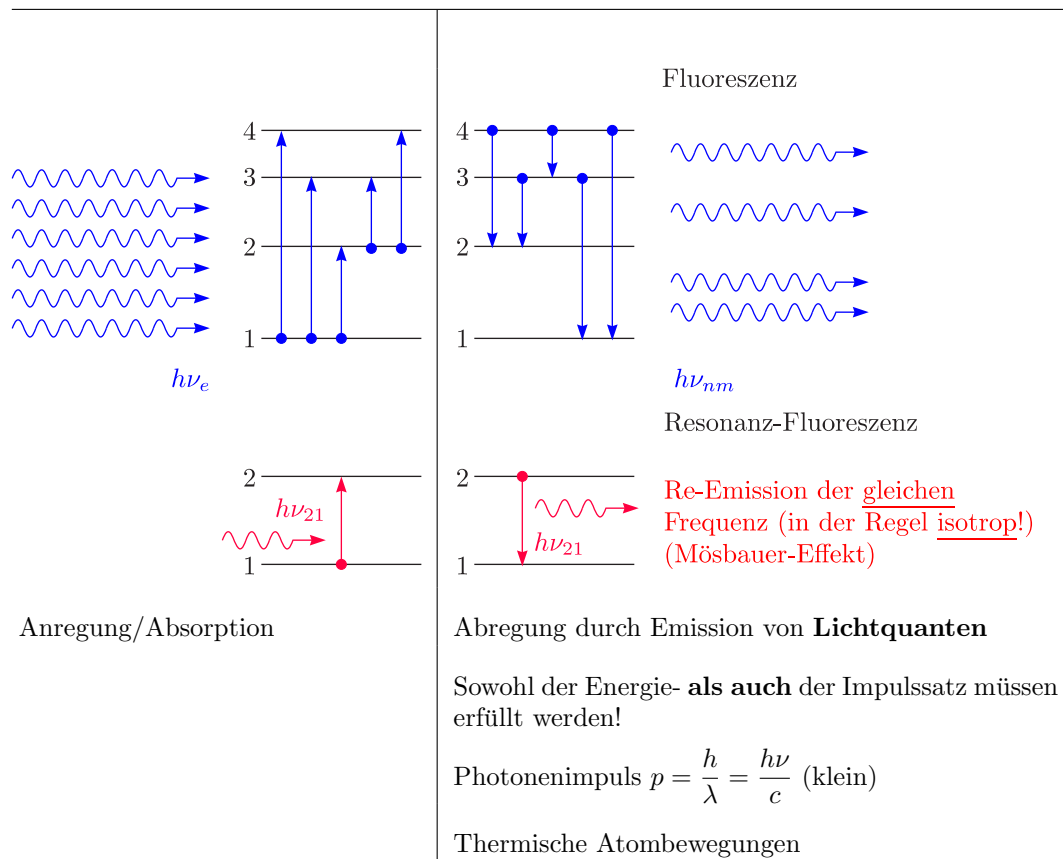 Fluoreszenz
4
3
2
1
hν_e
4
3
2
1
hν_nm
Resonanz-Fluoreszenz
2
hν_21
1
2
hν_21
1
Re-Emission der gleichen
Frequenz (in der Regel isotrop!)
(Mösbauer-Effekt)
Anregung/Absorption
Abregung durch Emission von Lichtquanten
Sowohl der Energie- als auch der Impulssatz müssen
erfüllt werden!
Photonenimpuls p = h/λ = hν/c (klein)
Thermische Atombewegungen